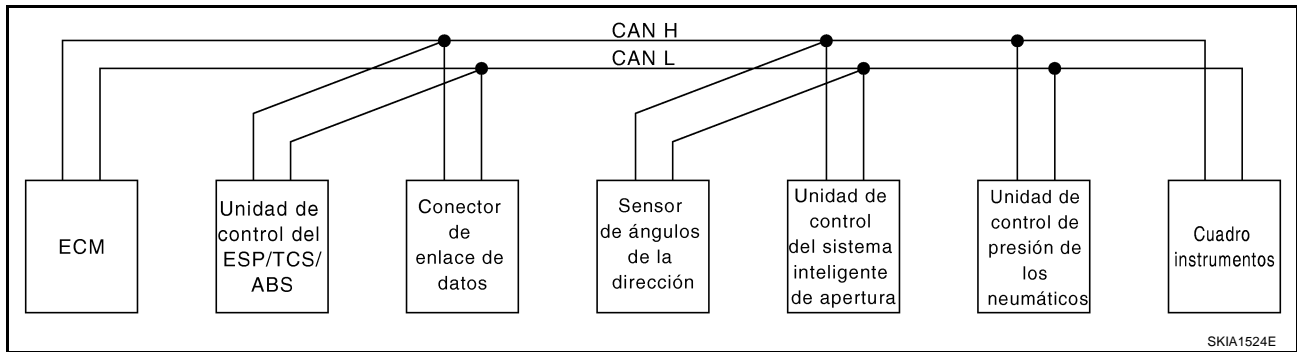 CAN H
CAN L
ECM
Unidad de
control del
ESP/TCS/
ABS
Conector
de
enlace de
datos
Sensor
de ángulos
de la
dirección
Unidad de
control
del sistema
inteligente
de apertura
Unidad de
control de
presión de
los
neumáticos
Cuadro
instrumentos
SKIA1524E